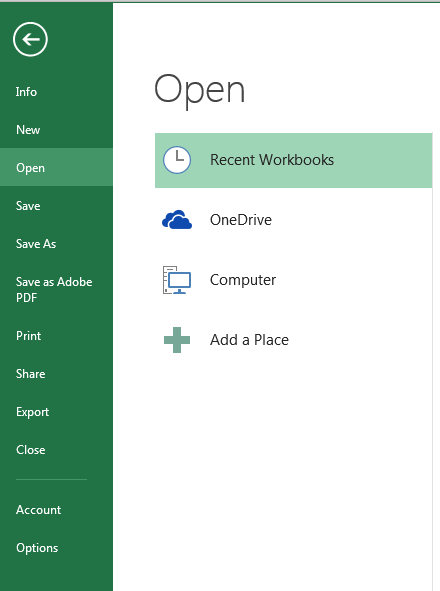 Info
New
Open
Save
Save As
Save as Adobe
PDF
Print
Share
Export
Close
Account
Options
Open
Recent Workbooks
OneDrive
Computer
Add a Place